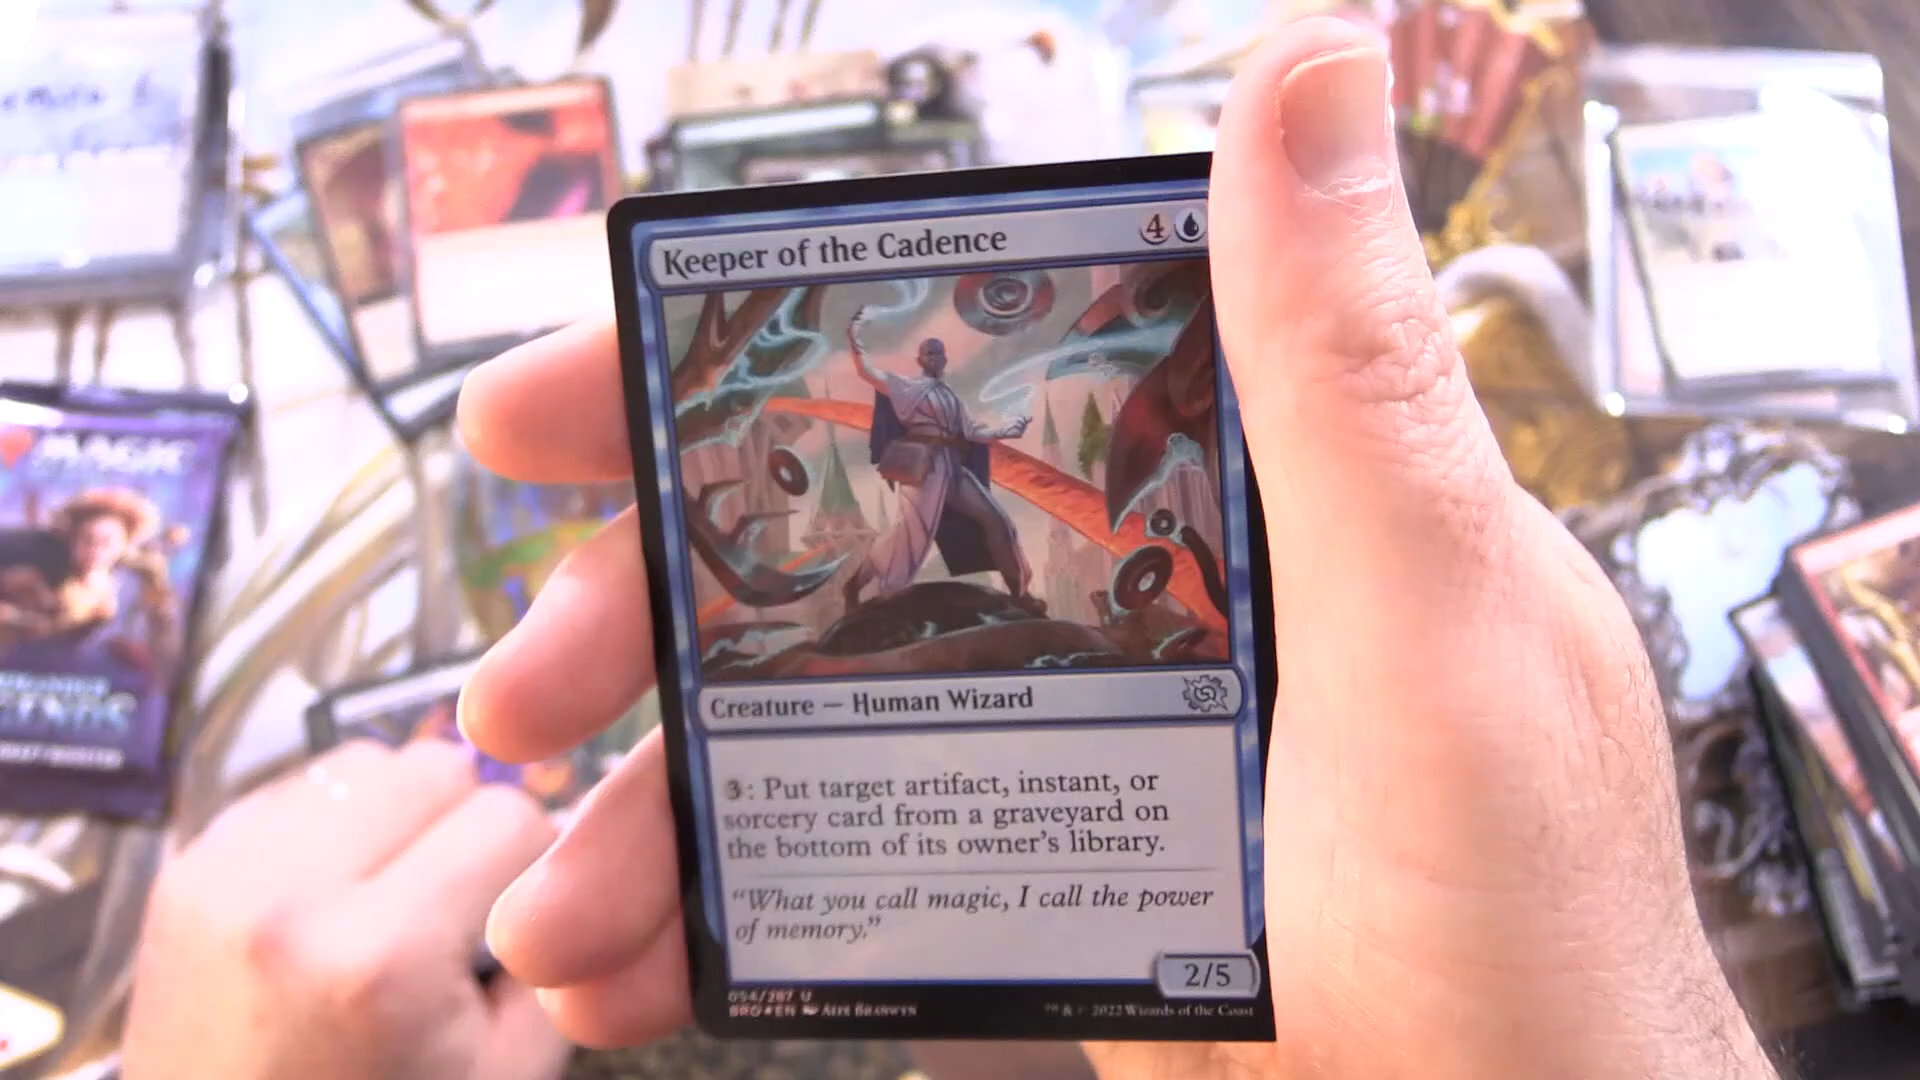 Keeper of the Cadence
4
Creature — Human Wizard
3: Put target artifact, instant, or
sorcery card from a graveyard on
the bottom of its owner's library.
“What you call magic, I call the power
of memory.”
2/5
054/287 U
BRO★EN Alix Branwyn
™ & © 2022 Wizards of the Coast
MAGIC